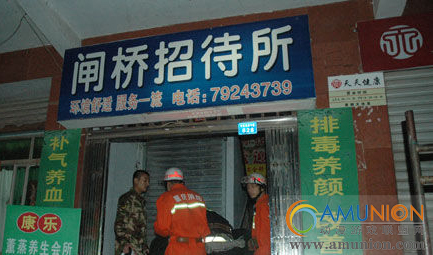 闸桥招待所
环境舒适 服务一流 电话:79243739
天天健康
补气养血
排毒养颜
康乐
薰蒸养生会所
AMUNION
www.amunion.com